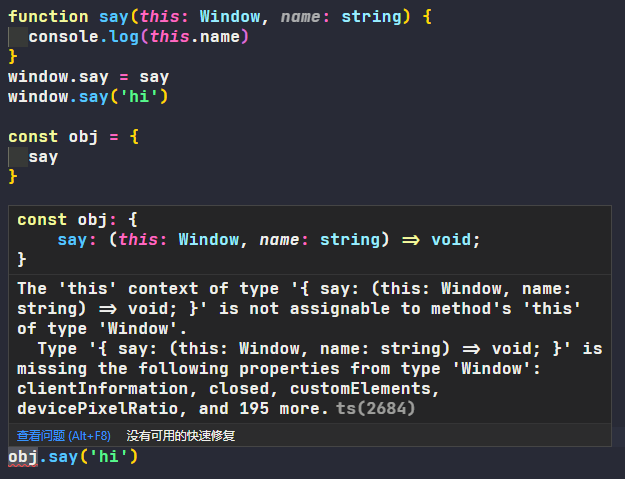 function say(this: Window, name: string) {
  console.log(this.name)
}
window.say = say
window.say('hi')
const obj = {
  say
}
const obj: {
    say: (this: Window, name: string) => void;
}
The 'this' context of type '{ say: (this: Window, name:
string) => void; }' is not assignable to method's 'this'
of type 'Window'.
  Type '{ say: (this: Window, name: string) => void; }' is
missing the following properties from type 'Window':
clientInformation, closed, customElements,
devicePixelRatio, and 195 more. ts(2684)
查看问题 (Alt+F8) 没有可用的快速修复
obj.say('hi')